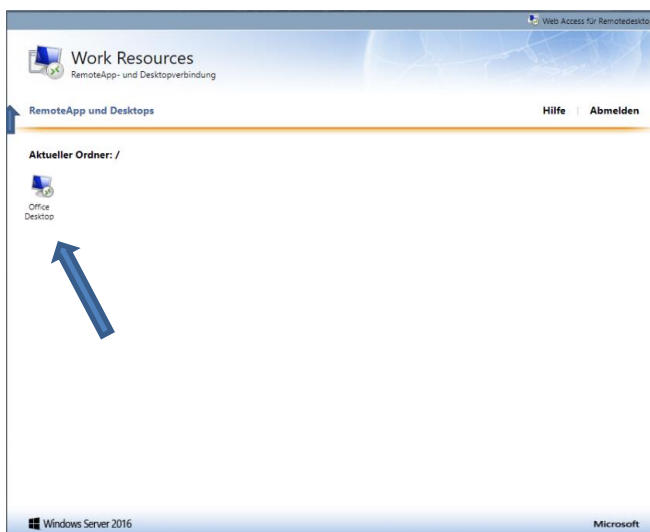 Web Access für Remotedeskto
Work Resources
RemoteApp- und Desktopverbindung
RemoteApp und Desktops
Hilfe | Abmelden
Aktueller Ordner: /
Office
Desktop
Windows Server 2016
Microsoft